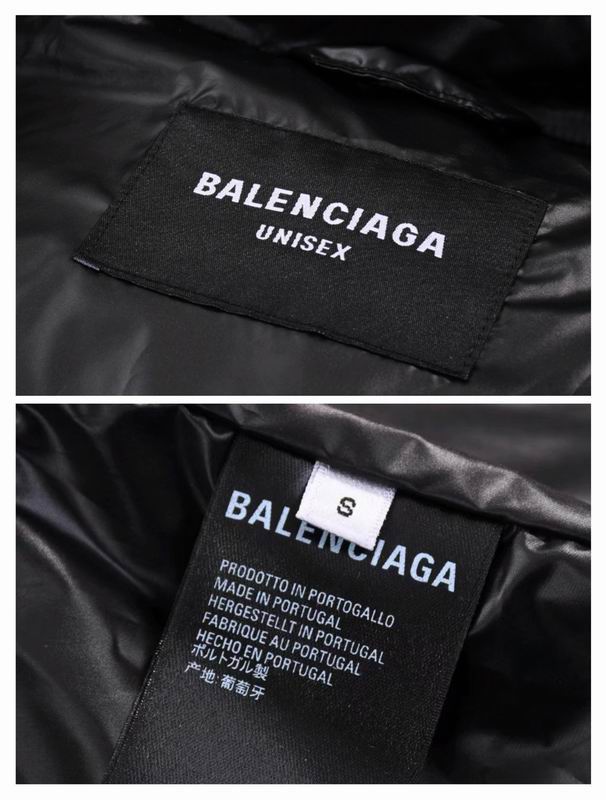 BALENCIAGA
UNISEX
S
BALENCIAGA
PRODOTTO IN PORTOGALLO
MADE IN PORTUGAL
HERGESTELLT IN PORTUGAL
FABRIQUE AU PORTUGAL
HECHO EN PORTUGAL
ポルトガル製
产地:葡萄牙